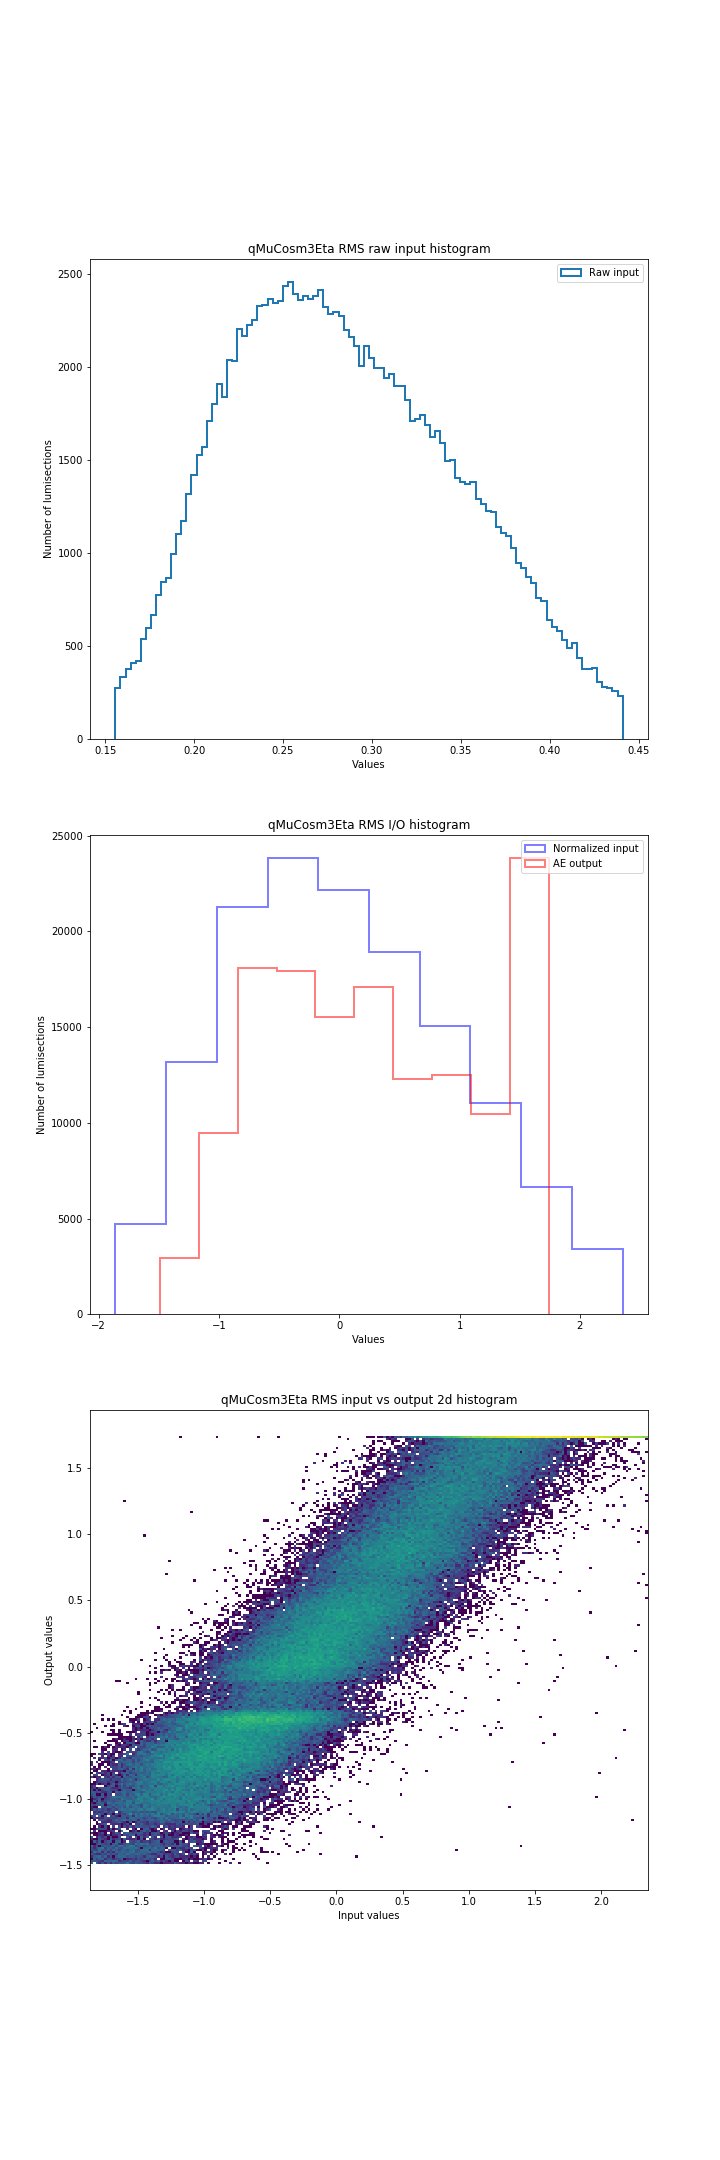 qMuCosm3Eta RMS raw input histogram
Raw input
2500
2000
1500
1000
500
0
Number of lumisections
0.15 0.20 0.25 0.30 0.35 0.40 0.45
Values
qMuCosm3Eta RMS I/O histogram
Normalized input
AE output
25000
20000
15000
10000
5000
0
Number of lumisections
−2 −1 0 1 2
Values
qMuCosm3Eta RMS input vs output 2d histogram
1.5
1.0
0.5
0.0
−0.5
−1.0
−1.5
Output values
−1.5 −1.0 −0.5 0.0 0.5 1.0 1.5 2.0
Input values